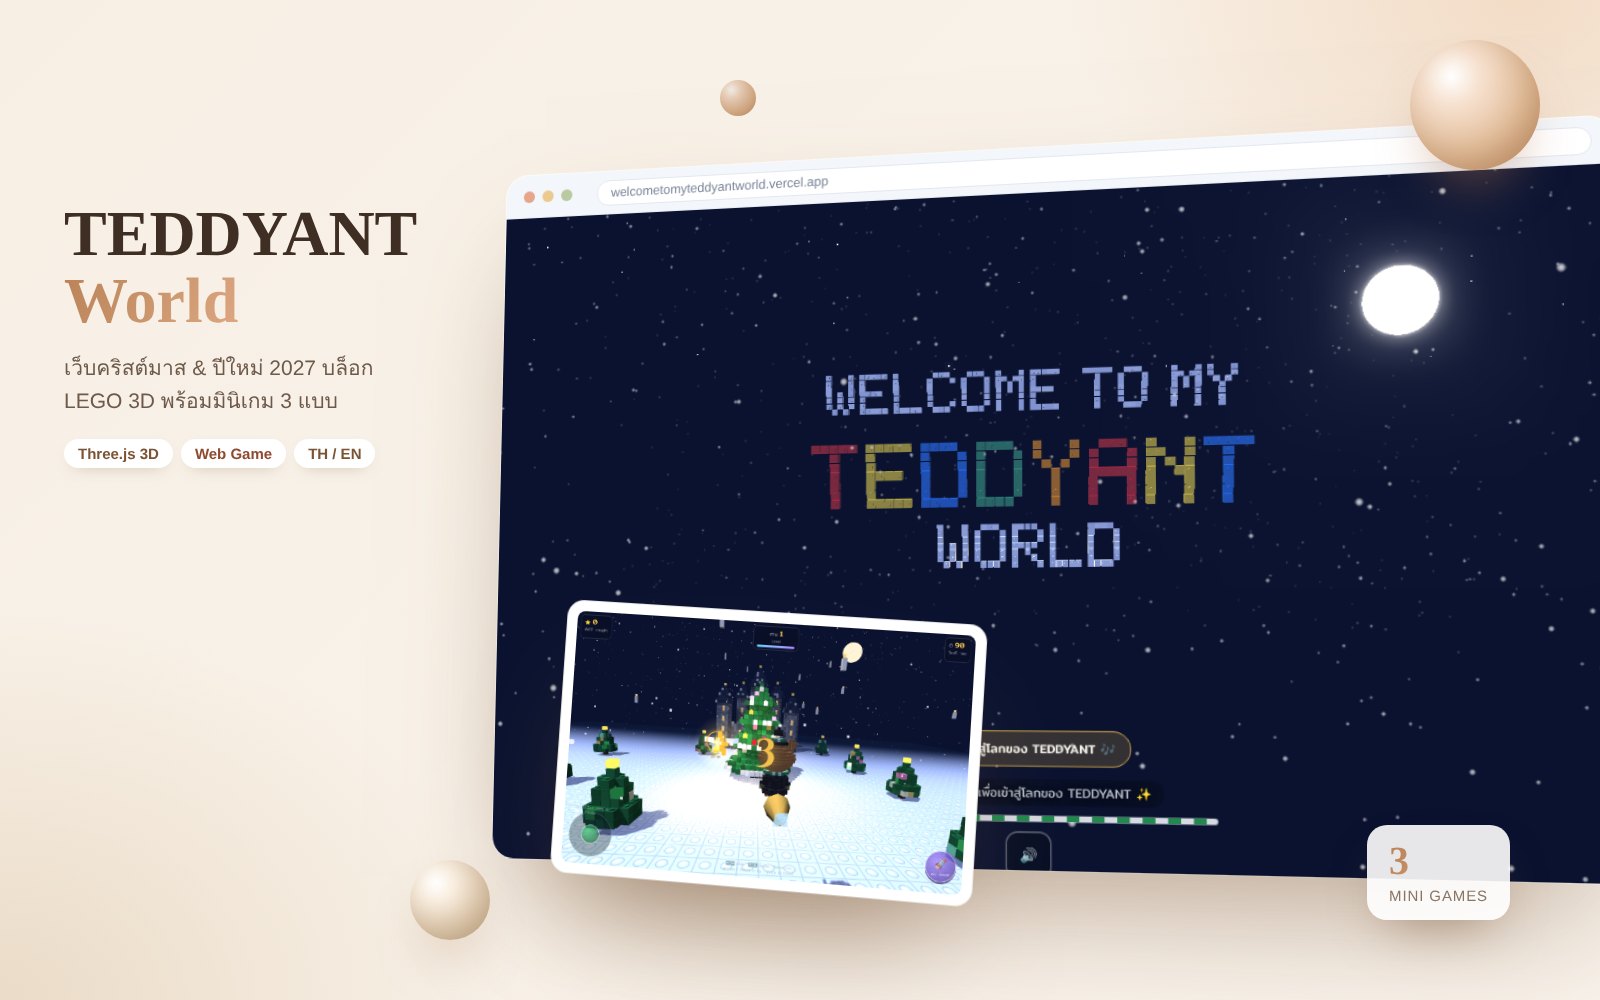 welcometomyteddyantworld.vercel.app
TEDDYANT
World
เว็บคริสต์มาส & ปีใหม่ 2027 บล็อก
LEGO 3D พร้อมมินิเกม 3 แบบ
Three.js 3D
Web Game
TH / EN
WELCOME TO MY
TEDDYANT
WORLD
0
1
90
3
สู่โลกของ TEDDYANT 🎶
เพื่อเข้าสู่โลกของ TEDDYANT ✨
3
MINI GAMES